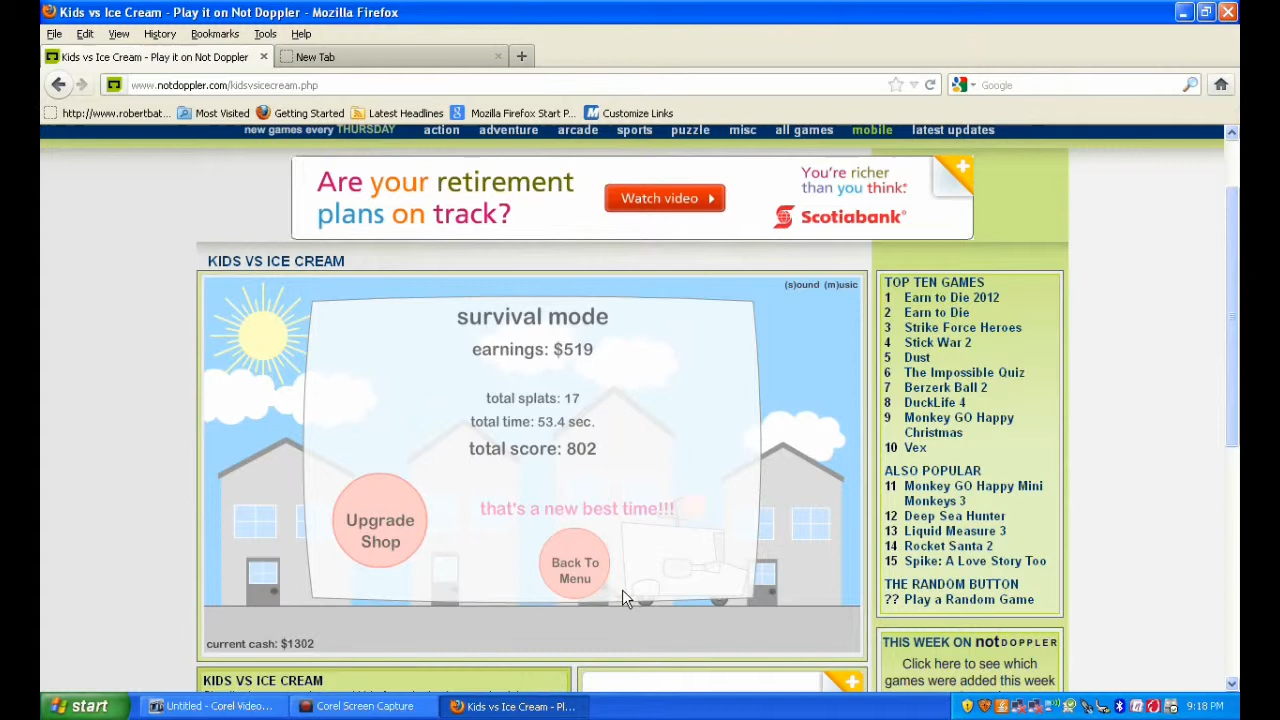 Kids vs Ice Cream - Play it on Not Doppler - Mozilla Firefox
File Edit View History Bookmarks Tools Help
Kids vs Ice Cream - Play it on Not Doppler New Tab
www.notdoppler.com/kidsvsicecream.php Google
http://www.robertbat... Most Visited Getting Started Latest Headlines Mozilla Firefox Start P... Customize Links
new games every THURSDAY action adventure arcade sports puzzle misc all games mobile latest updates
Are your retirement
plans on track?
Watch video
You're richer
than you think.
Scotiabank
KIDS VS ICE CREAM
(s)ound (m)usic
survival mode
earnings: $519
total splats: 17
total time: 53.4 sec.
total score: 802
that's a new best time!!!
Upgrade
Shop
Back To
Menu
current cash: $1302
KIDS VS ICE CREAM
TOP TEN GAMES
1 Earn to Die 2012
2 Earn to Die
3 Strike Force Heroes
4 Stick War 2
5 Dust
6 The Impossible Quiz
7 Berzerk Ball 2
8 DuckLife 4
9 Monkey GO Happy
Christmas
10 Vex
ALSO POPULAR
11 Monkey GO Happy Mini
Monkeys 3
12 Deep Sea Hunter
13 Liquid Measure 3
14 Rocket Santa 2
15 Spike: A Love Story Too
THE RANDOM BUTTON
?? Play a Random Game
THIS WEEK ON notDOPPLER
Click here to see which
games were added this week
start Untitled - Corel Video... Corel Screen Capture Kids vs Ice Cream - Pl... 9:18 PM